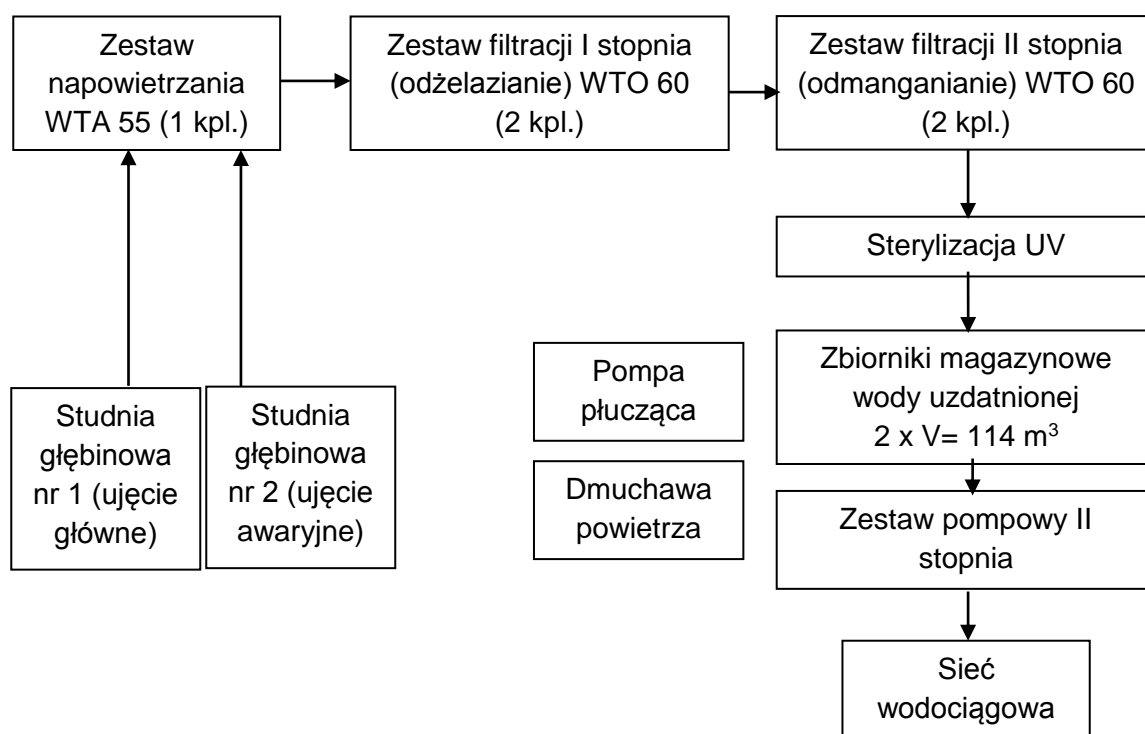 Zestaw
napowietrzania
WTA 55 (1 kpl.)
Zestaw filtracji I stopnia
(odżelazianie) WTO 60
(2 kpl.)
Zestaw filtracji II stopnia
(odmanganianie) WTO 60
(2 kpl.)
Sterylizacja UV
Zbiorniki magazynowe
wody uzdatnionej
2 x V= 114 m³
Pompa
płucząca
Studnia
głębinowa
nr 1 (ujęcie
główne)
Studnia
głębinowa
nr 2 (ujęcie
awaryjne)
Dmuchawa
powietrza
Zestaw pompowy II
stopnia
Sieć
wodociągowa